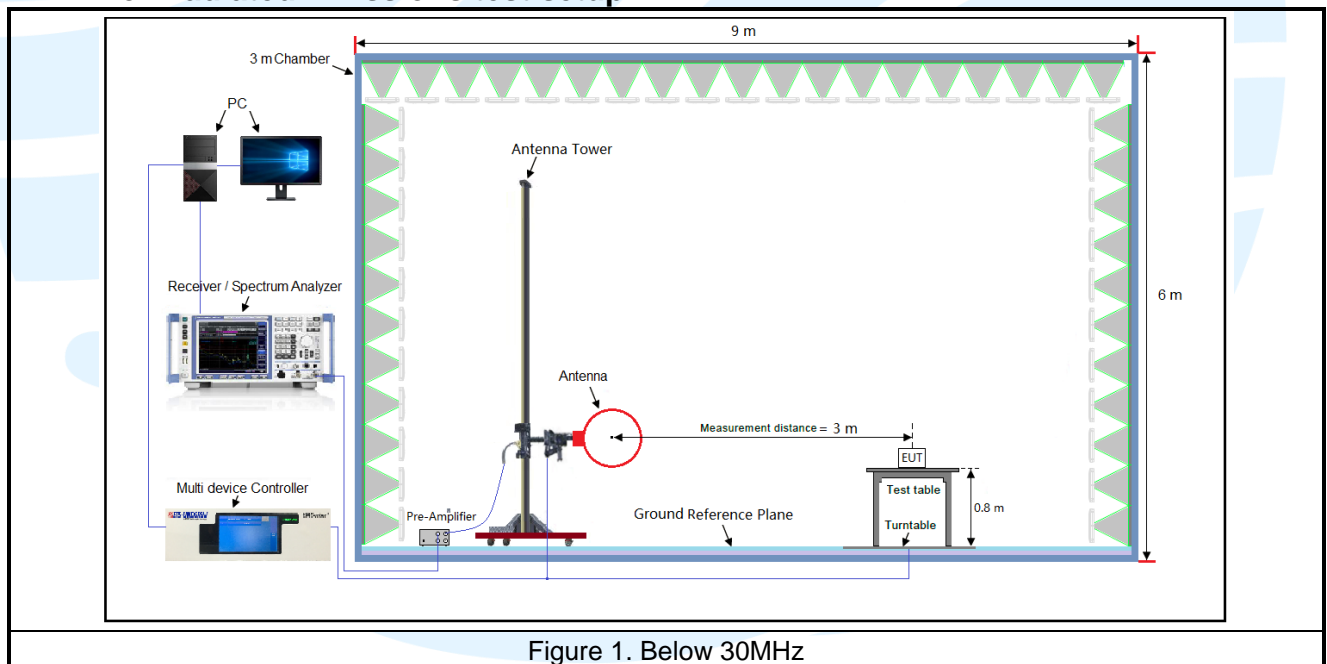 9 m
3 m Chamber
PC
Antenna Tower
6 m
Receiver / Spectrum Analyzer
Antenna
Measurement distance = 3 m
EUT
Multi device Controller
Test table
0.8 m
Pre-Amplifier
Ground Reference Plane
Turntable
Figure 1. Below 30MHz